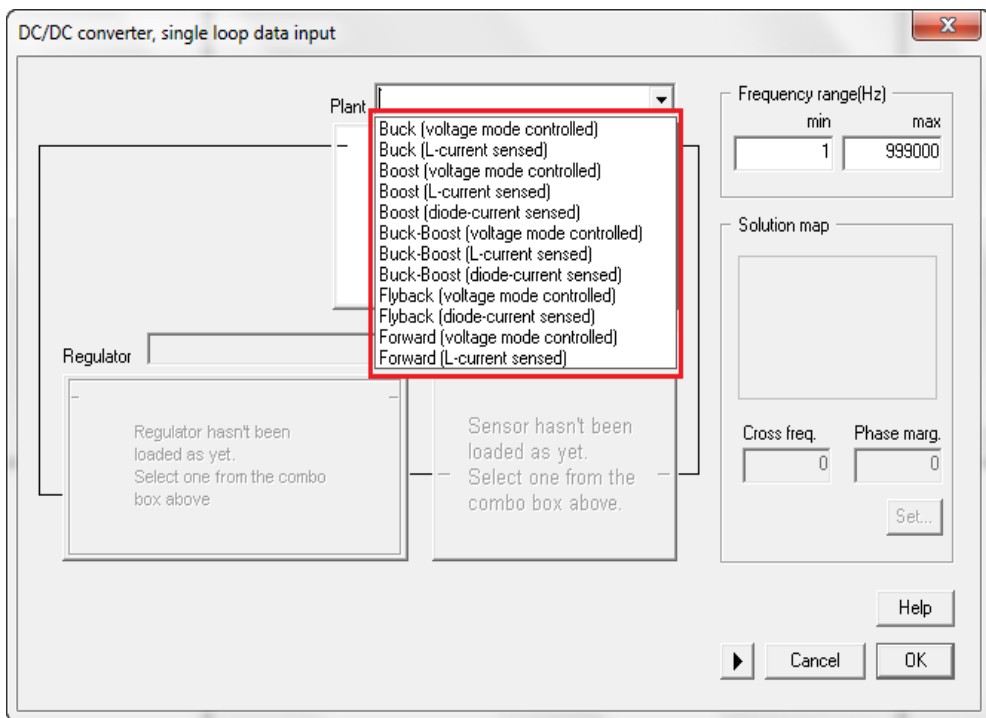 DC/DC converter, single loop data input
Plant
Buck (voltage mode controlled)
Buck (L-current sensed)
Boost (voltage mode controlled)
Boost (L-current sensed)
Boost (diode-current sensed)
Buck-Boost (voltage mode controlled)
Buck-Boost (L-current sensed)
Buck-Boost (diode-current sensed)
Flyback (voltage mode controlled)
Flyback (diode-current sensed)
Forward (voltage mode controlled)
Forward (L-current sensed)
Regulator
Regulator hasn't been
loaded as yet.
Select one from the combo
box above
Sensor hasn't been
loaded as yet.
Select one from the
combo box above.
Frequency range(Hz)
min max
1 999000
Solution map
Cross freq. Phase marg.
0 0
Set...
Help
Cancel OK